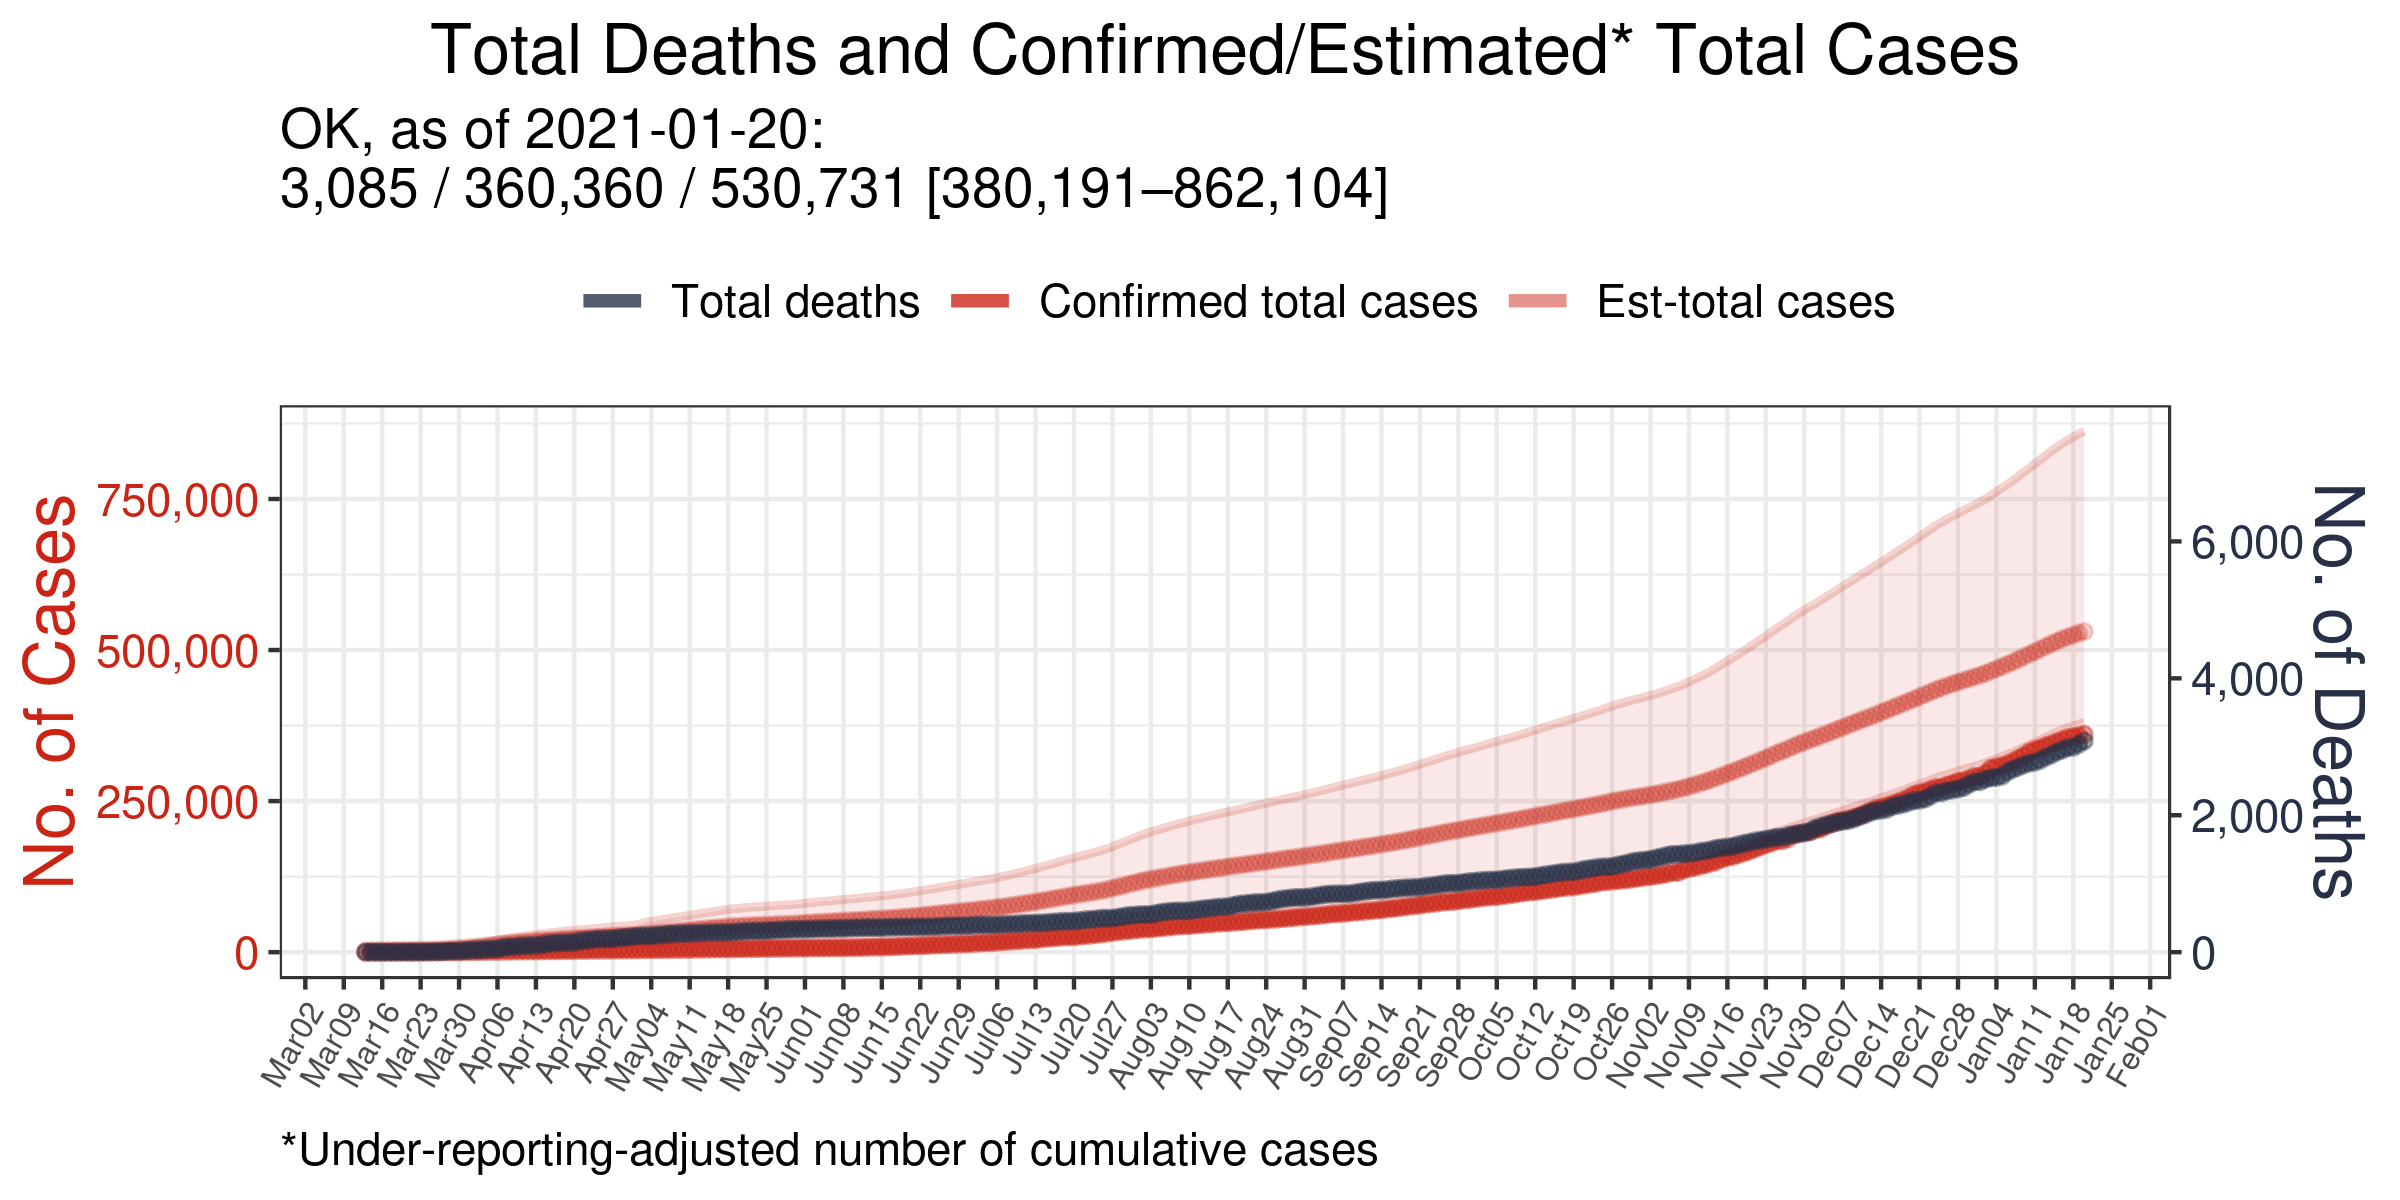 Total Deaths and Confirmed/Estimated* Total Cases
OK, as of 2021-01-20:
3,085 / 360,360 / 530,731 [380,191–862,104]
Total deaths
Confirmed total cases
Est-total cases
No. of Cases
750,000
500,000
250,000
0
6,000
4,000
2,000
0
No. of Deaths
Mar02
Mar09
Mar16
Mar23
Mar30
Apr06
Apr13
Apr20
Apr27
May04
May11
May18
May25
Jun01
Jun08
Jun15
Jun22
Jun29
Jul06
Jul13
Jul20
Jul27
Aug03
Aug10
Aug17
Aug24
Aug31
Sep07
Sep14
Sep21
Sep28
Oct05
Oct12
Oct19
Oct26
Nov02
Nov09
Nov16
Nov23
Nov30
Dec07
Dec14
Dec21
Dec28
Jan04
Jan11
Jan18
Jan25
Feb01
*Under-reporting-adjusted number of cumulative cases